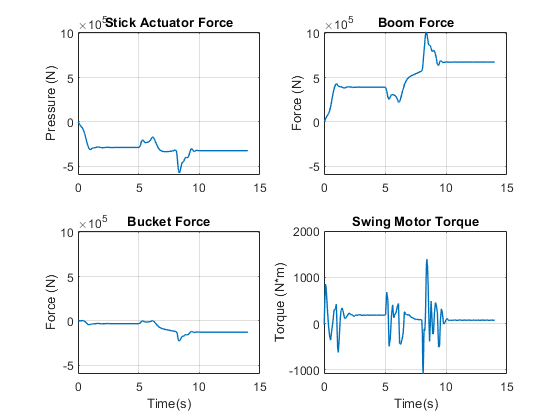 ×10^5 Stick Actuator Force
10
5
0
-5
Pressure (N)
0 5 10 15
×10^5 Boom Force
10
5
0
-5
Force (N)
0 5 10 15
×10^5 Bucket Force
10
5
0
-5
Force (N)
0 5 10 15
Time(s)
Swing Motor Torque
2000
1000
0
-1000
Torque (N*m)
0 5 10 15
Time(s)